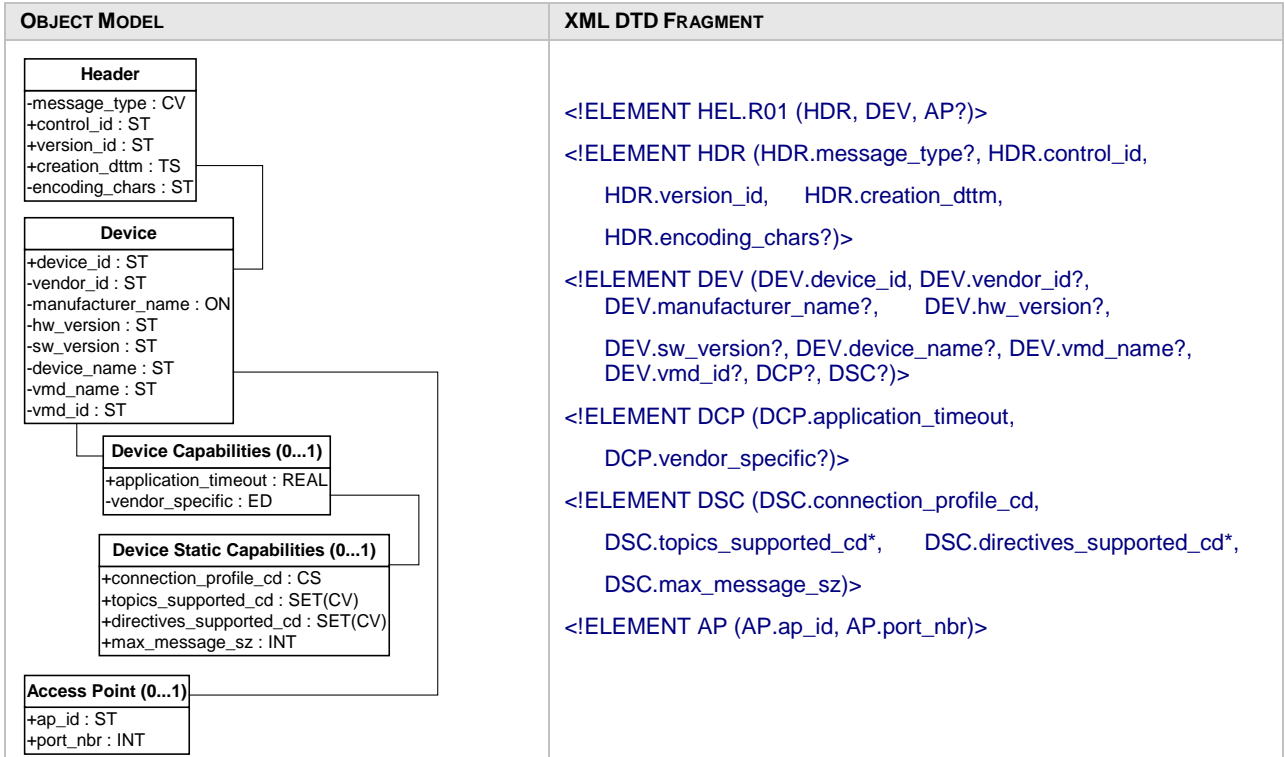 OBJECT MODEL
XML DTD FRAGMENT
Header
-message_type : CV
+control_id : ST
+version_id : ST
+creation_dttm : TS
-encoding_chars : ST
Device
+device_id : ST
-vendor_id : ST
-manufacturer_name : ON
-hw_version : ST
-sw_version : ST
-device_name : ST
-vmd_name : ST
-vmd_id : ST
Device Capabilities (0...1)
+application_timeout : REAL
-vendor_specific : ED
Device Static Capabilities (0...1)
+connection_profile_cd : CS
+topics_supported_cd : SET(CV)
+directives_supported_cd : SET(CV)
+max_message_sz : INT
Access Point (0...1)
+ap_id : ST
+port_nbr : INT
<!ELEMENT HEL.R01 (HDR, DEV, AP?)>
<!ELEMENT HDR (HDR.message_type?, HDR.control_id,
HDR.version_id, HDR.creation_dttm,
HDR.encoding_chars?)>
<!ELEMENT DEV (DEV.device_id, DEV.vendor_id?,
DEV.manufacturer_name?, DEV.hw_version?,
DEV.sw_version?, DEV.device_name?, DEV.vmd_name?,
DEV.vmd_id?, DCP?, DSC?)>
<!ELEMENT DCP (DCP.application_timeout,
DCP.vendor_specific?)>
<!ELEMENT DSC (DSC.connection_profile_cd,
DSC.topics_supported_cd*, DSC.directives_supported_cd*,
DSC.max_message_sz)>
<!ELEMENT AP (AP.ap_id, AP.port_nbr)>